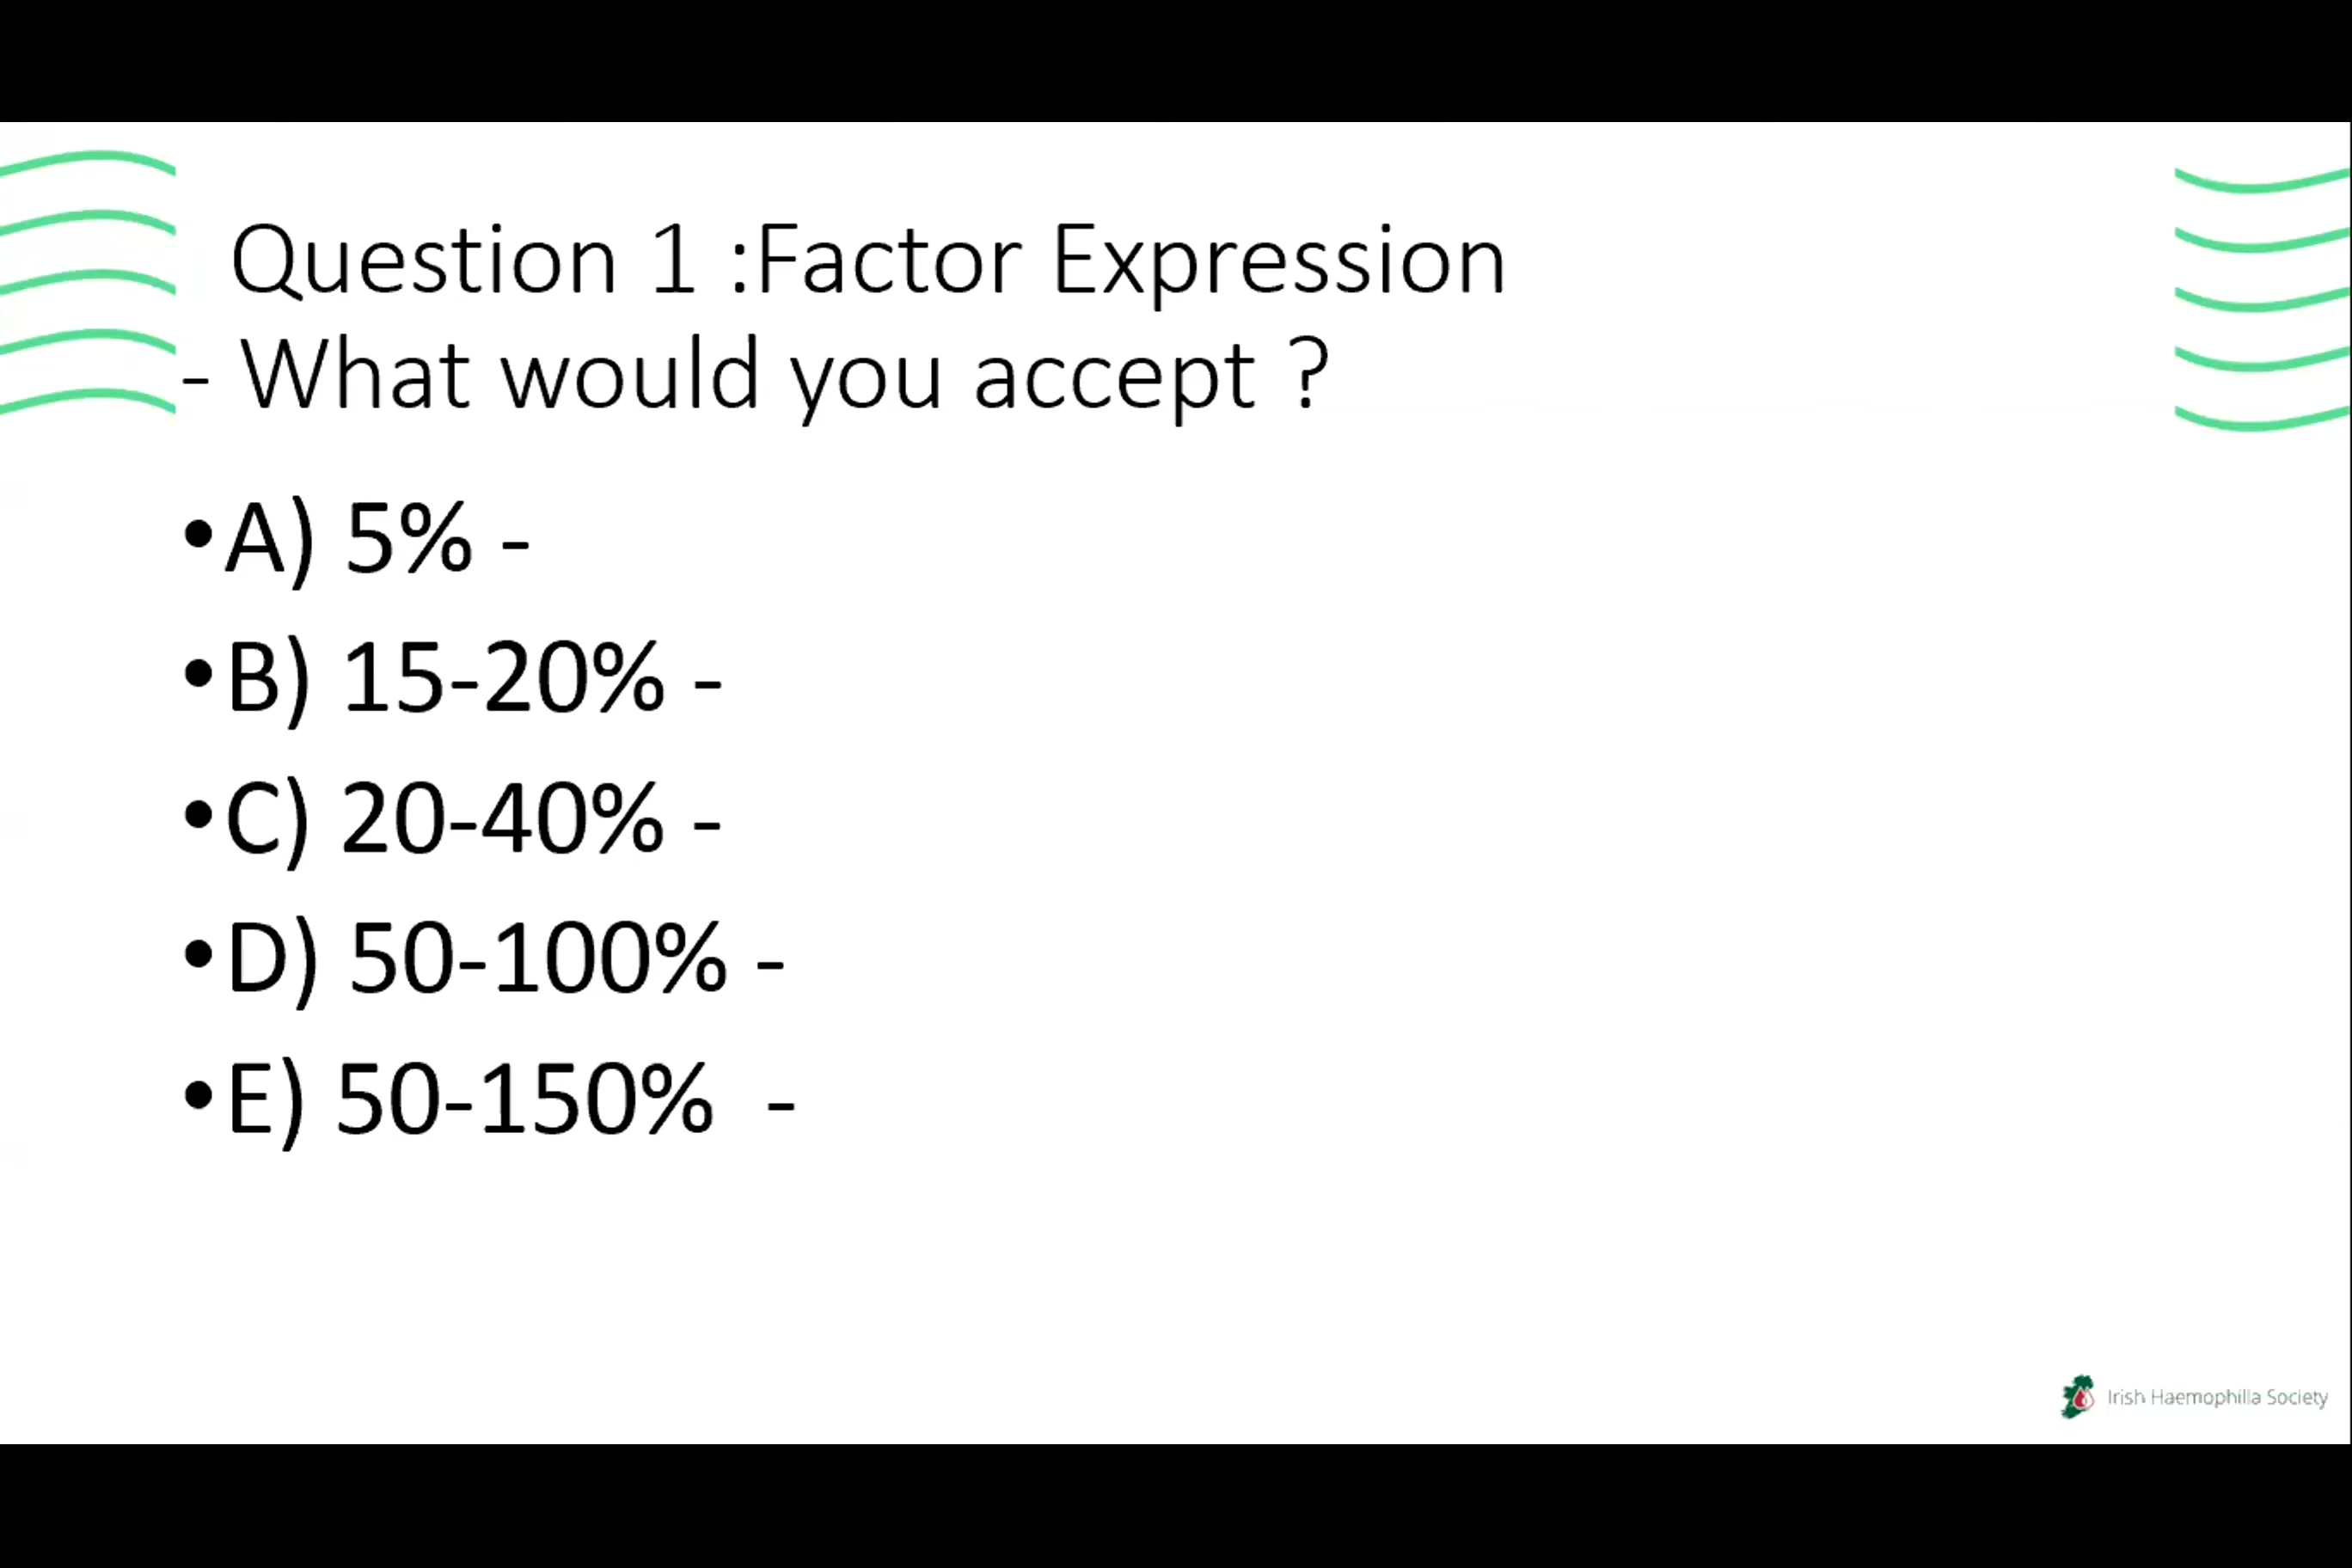 Question 1 :Factor Expression
- What would you accept ?
•A) 5% -
•B) 15-20% -
•C) 20-40% -
•D) 50-100% -
•E) 50-150%  -
Irish Haemophilia Society